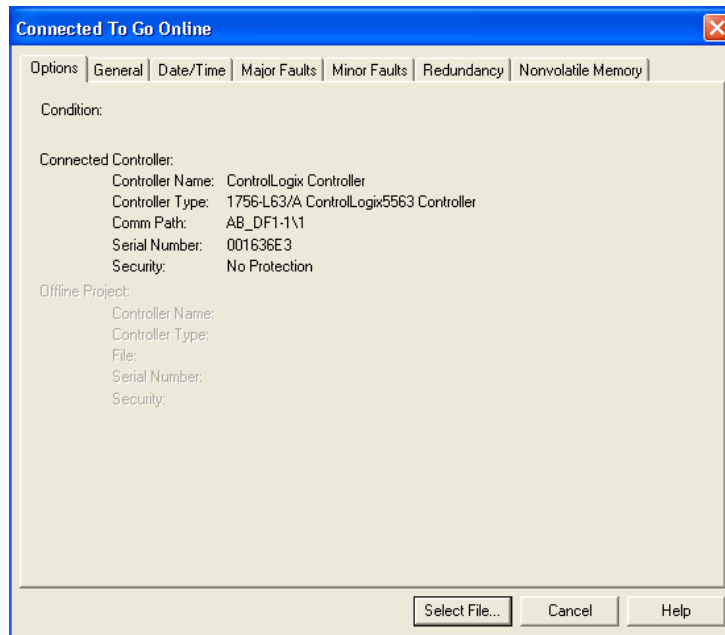 Connected To Go Online
Options General Date/Time Major Faults Minor Faults Redundancy Nonvolatile Memory
Condition:
Connected Controller:
Controller Name: ControlLogix Controller
Controller Type: 1756-L63/A ControlLogix5563 Controller
Comm Path: AB_DF1-1\1
Serial Number: 001636E3
Security: No Protection
Offline Project:
Controller Name:
Controller Type:
File:
Serial Number:
Security:
Select File... Cancel Help